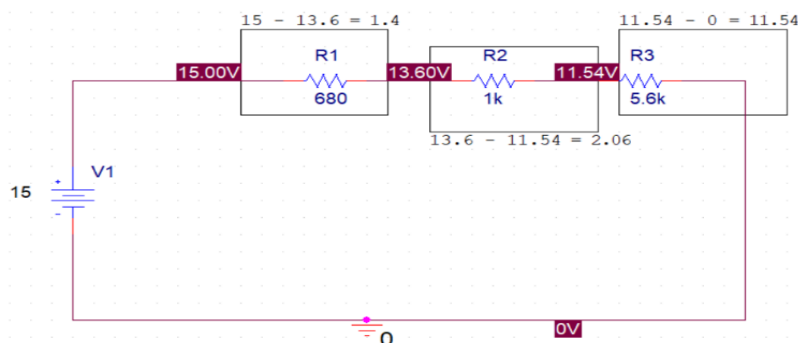 15 - 13.6 = 1.4
11.54 - 0 = 11.54
R1
R2
R3
15.00V
13.60V
11.54V
680
1k
5.6k
13.6 - 11.54 = 2.06
V1
+
15
-
0V
0